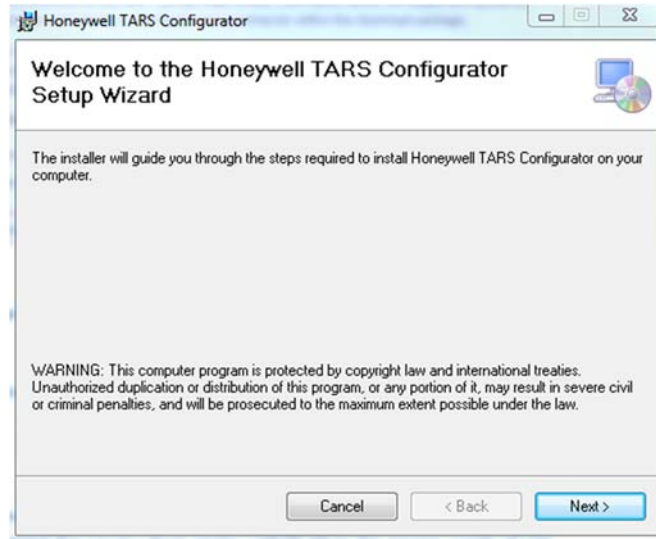 Honeywell TARS Configurator
Welcome to the Honeywell TARS Configurator
Setup Wizard
The installer will guide you through the steps required to install Honeywell TARS Configurator on your
computer.
WARNING: This computer program is protected by copyright law and international treaties.
Unauthorized duplication or distribution of this program, or any portion of it, may result in severe civil
or criminal penalties, and will be prosecuted to the maximum extent possible under the law.
Cancel
< Back
Next >